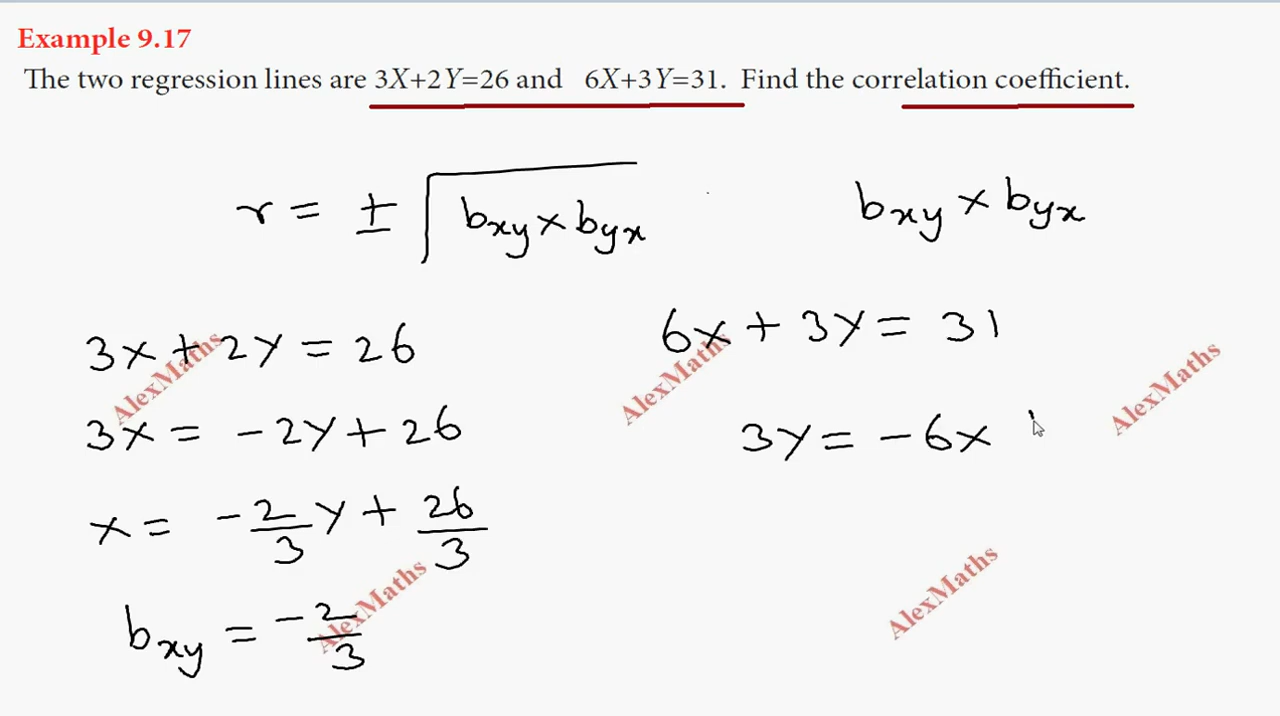 Example 9.17
The two regression lines are 3X+2Y=26 and 6X+3Y=31. Find the correlation coefficient.
r = ± √ bxy × byx
bxy × byx
3x + 2y = 26
6x + 3y = 31
AlexMaths
AlexMaths
AlexMaths
3x = -2y + 26
3y = -6x
x = -2/3 y + 26/3
AlexMaths
AlexMaths
bxy = -2/3